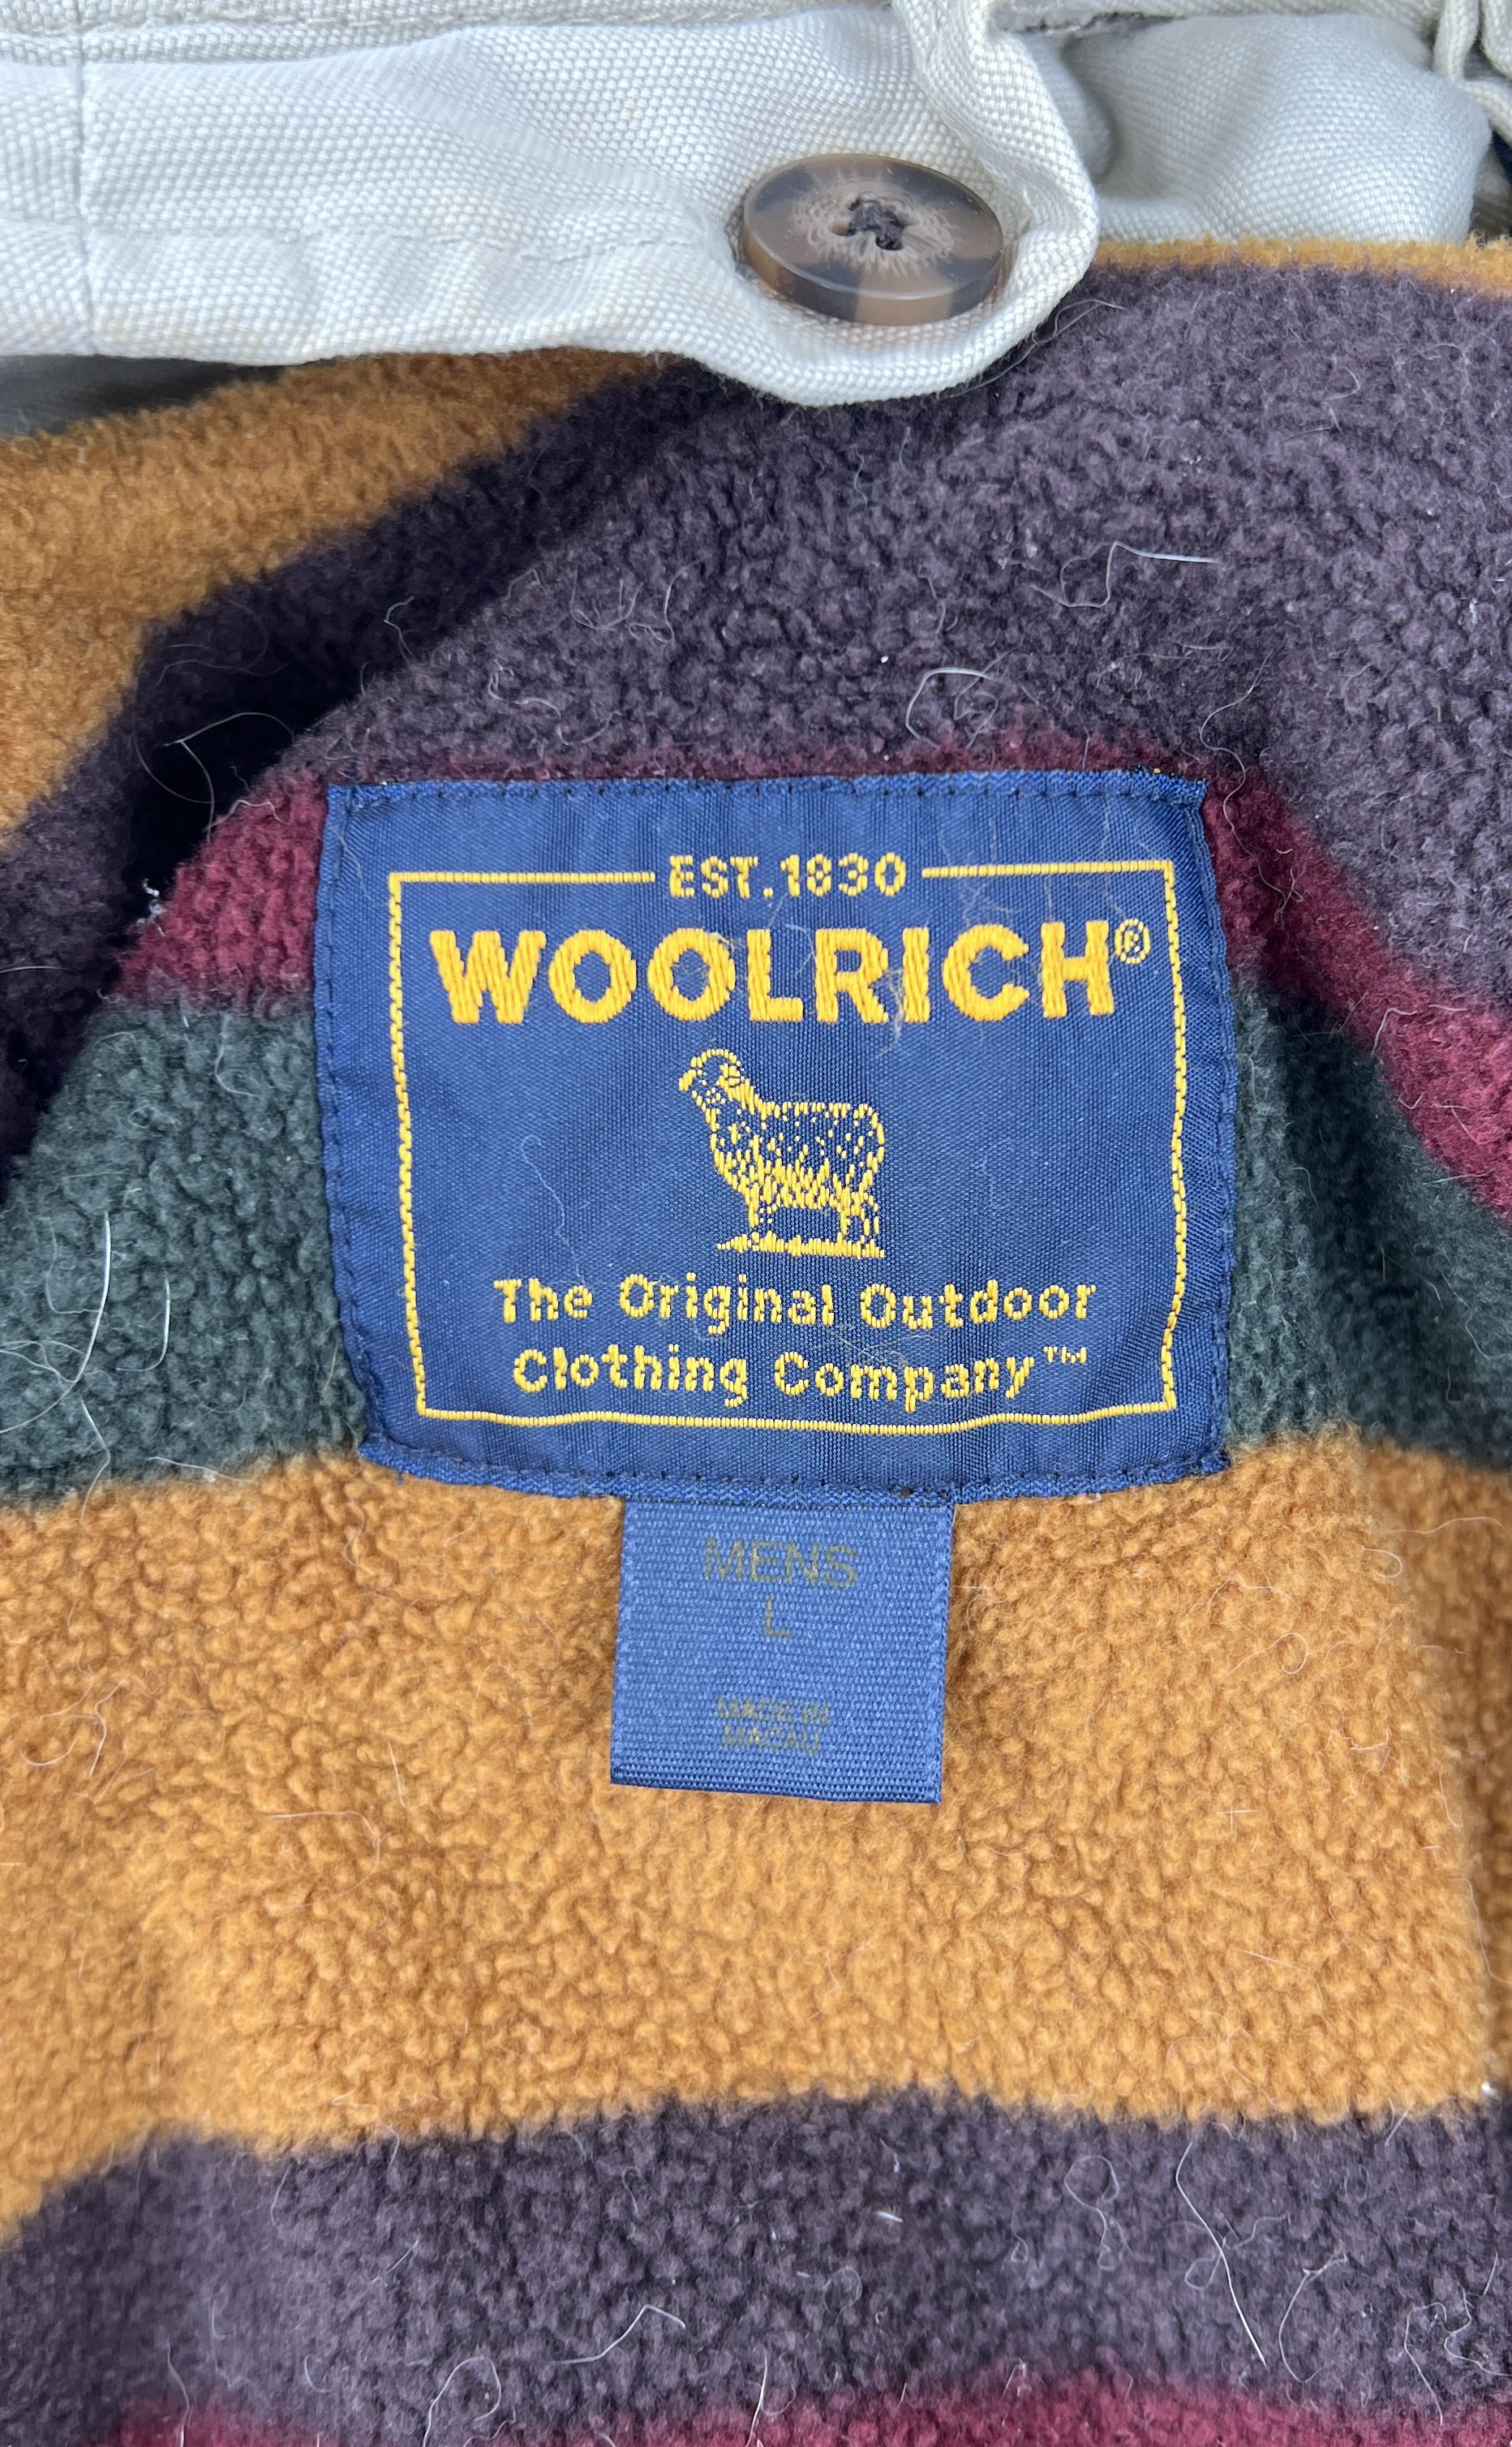 EST. 1830
WOOLRICH®
The Original Outdoor
Clothing Company™
MENS
L
MADE IN
MACAU